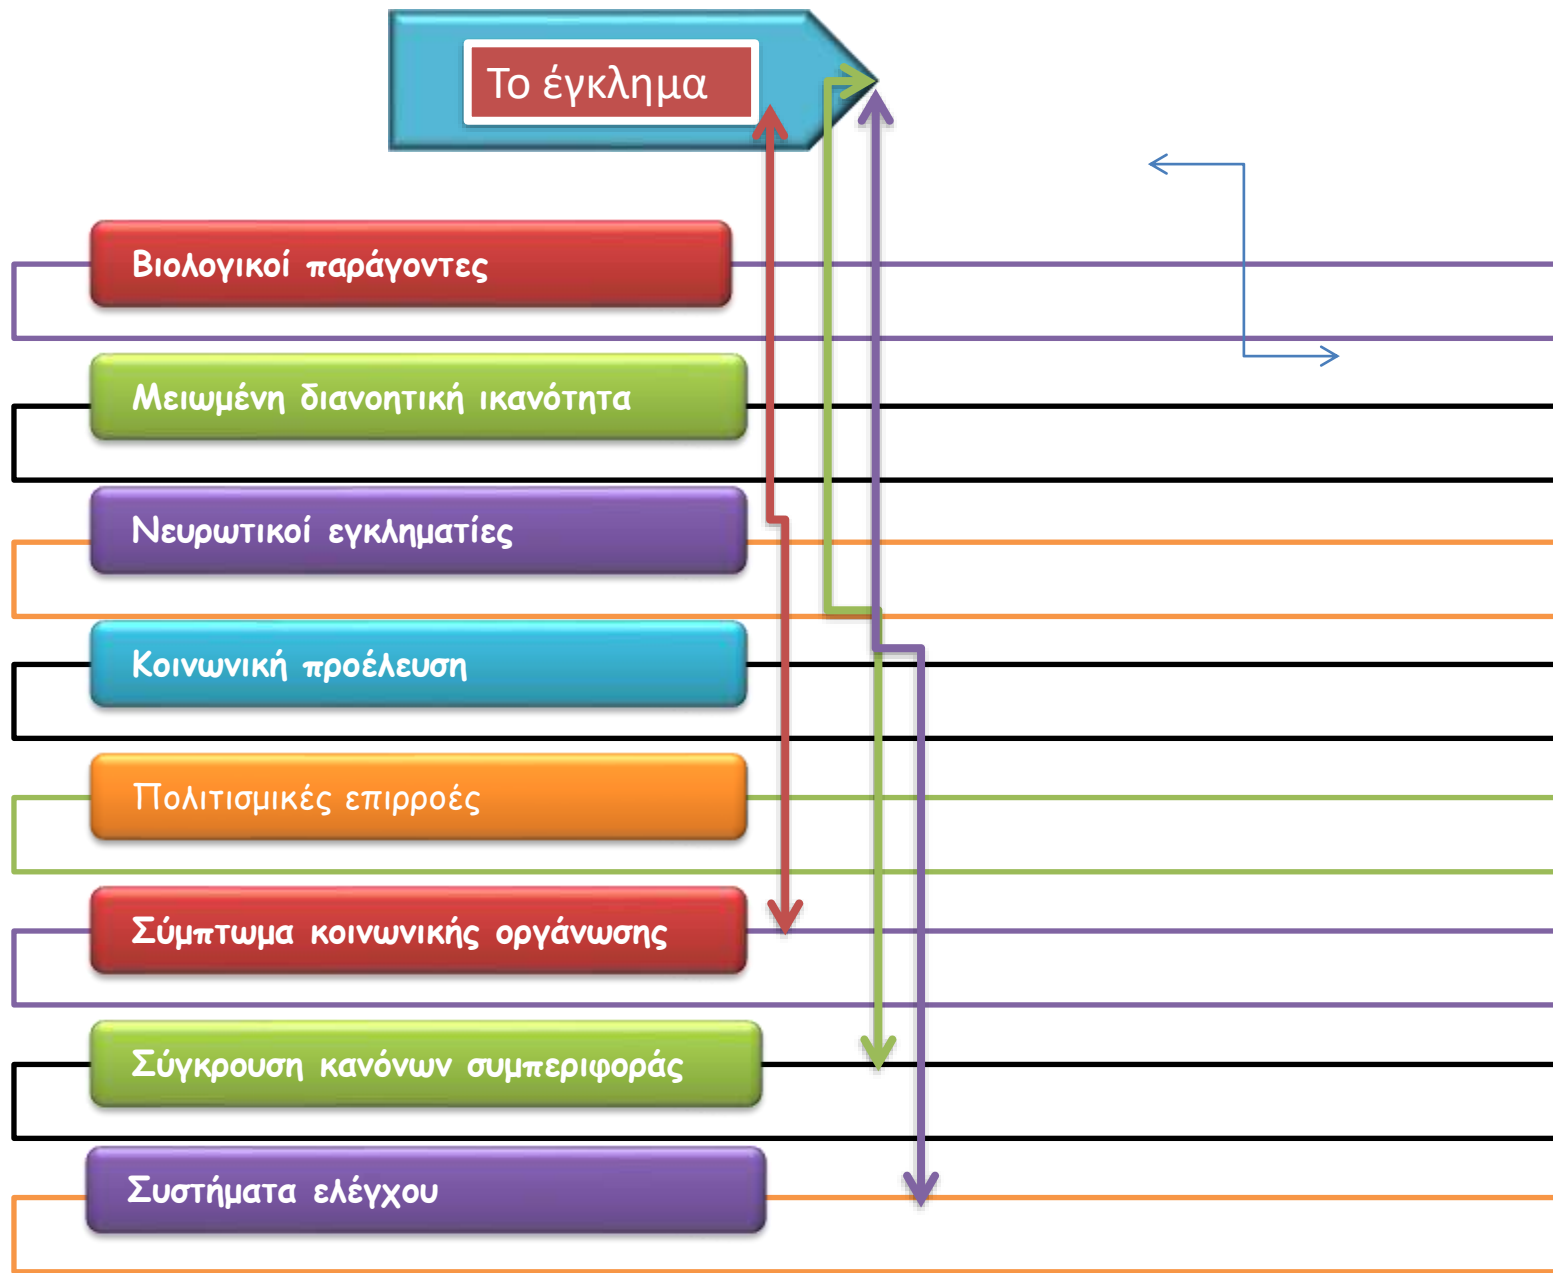 Το έγκλημα
Βιολογικοί παράγοντες
Μειωμένη διανοητική ικανότητα
Νευρωτικοί εγκληματίες
Κοινωνική προέλευση
Πολιτισμικές επιρροές
Σύμπτωμα κοινωνικής οργάνωσης
Σύγκρουση κανόνων συμπεριφοράς
Συστήματα ελέγχου